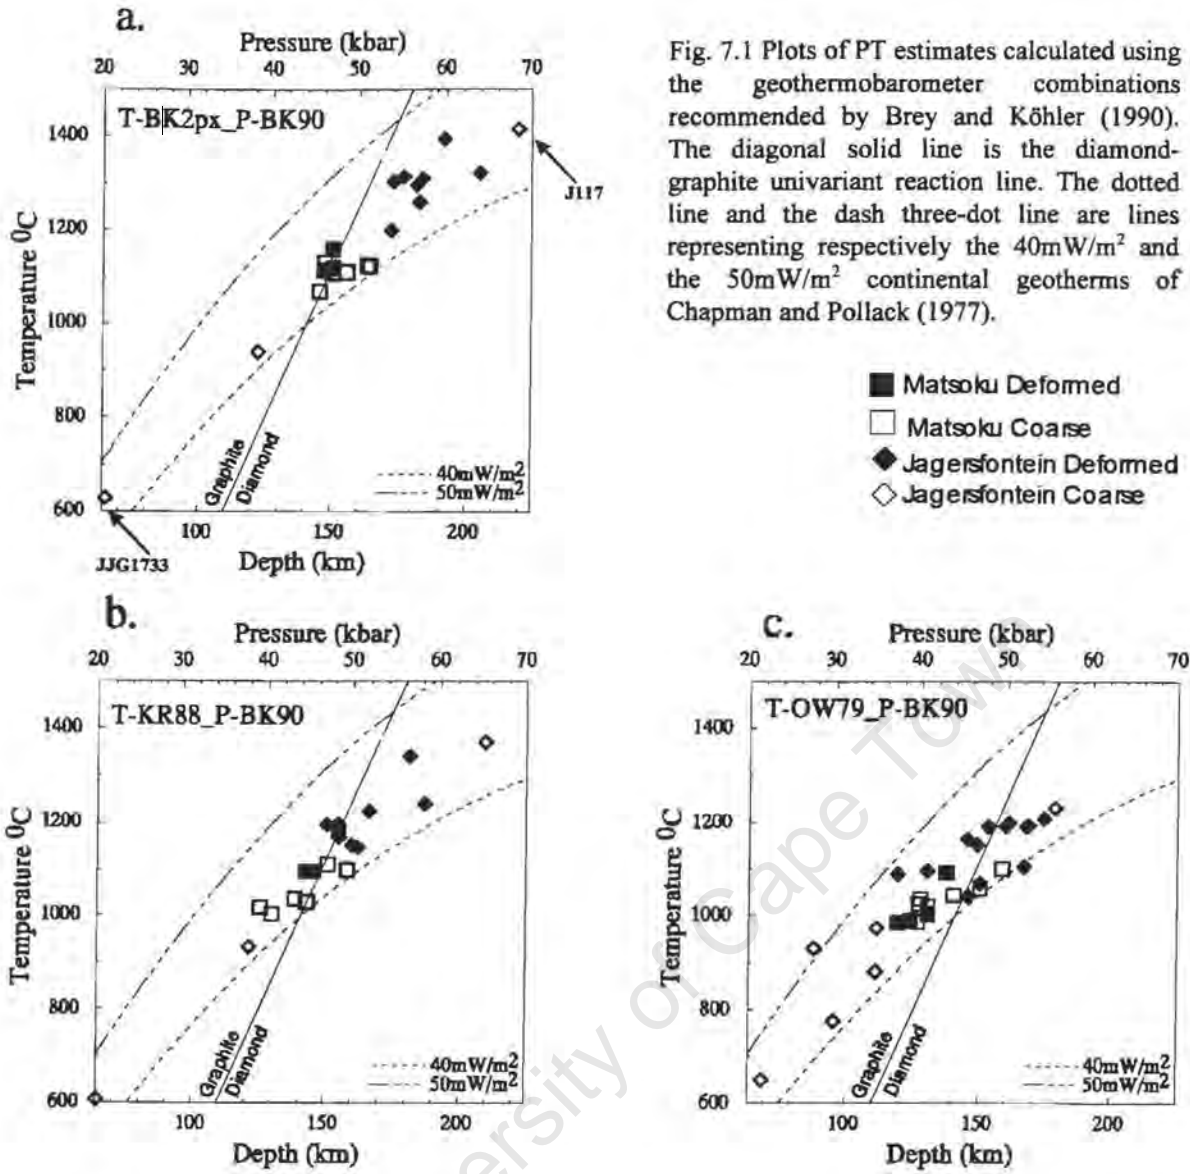 a.
Pressure (kbar)
20 30 40 50 60 70
T-BK2px_P-BK90
1400
1200
1000
800
600
Temperature ⁰C
J117
Graphite
Diamond
40mW/m²
50mW/m²
100 150 200
Depth (km)
JJG1733
Fig. 7.1 Plots of PT estimates calculated using
the geothermobarometer combinations
recommended by Brey and Köhler (1990).
The diagonal solid line is the diamond-
graphite univariant reaction line. The dotted
line and the dash three-dot line are lines
representing respectively the 40mW/m² and
the 50mW/m² continental geotherms of
Chapman and Pollack (1977).
Matsoku Deformed
Matsoku Coarse
Jagersfontein Deformed
Jagersfontein Coarse
b.
Pressure (kbar)
20 30 40 50 60 70
T-KR88_P-BK90
1400
1200
1000
800
600
Temperature ⁰C
Graphite
Diamond
40mW/m²
50mW/m²
100 150 200
Depth (km)
c.
Pressure (kbar)
20 30 40 50 60 70
T-OW79_P-BK90
1400
1200
1000
800
600
Temperature ⁰C
Graphite
Diamond
40mW/m²
50mW/m²
100 150 200
Depth (km)
ersity of Cape Town